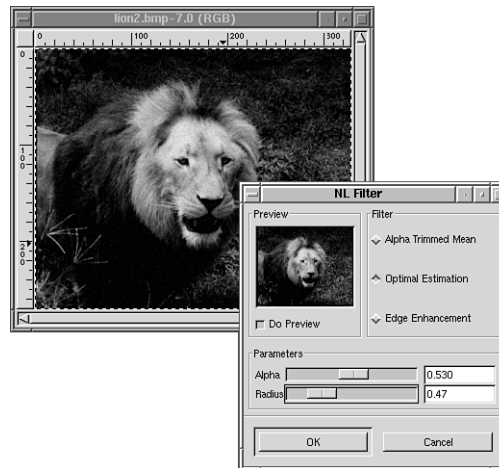 lion2.bmp-7.0 (RGB)
0 100 200 300
0
100
200
NL Filter
Preview
Do Preview
Filter
Alpha Trimmed Mean
Optimal Estimation
Edge Enhancement
Parameters
Alpha 0.530
Radius 0.47
OK Cancel